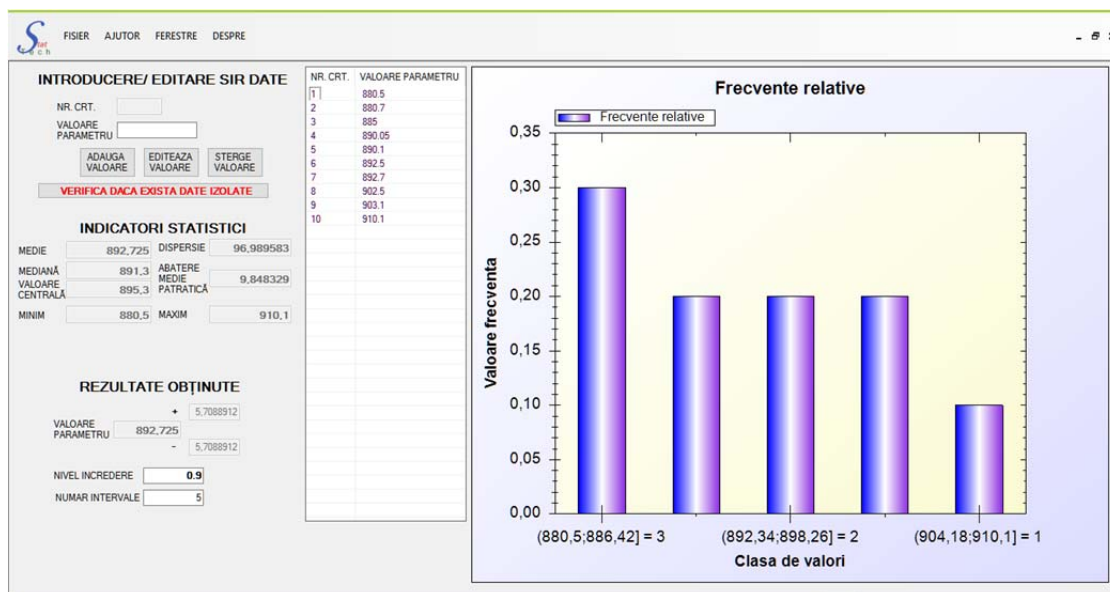 Stat
Tech
FISIER AJUTOR FERESTRE DESPRE
INTRODUCERE/ EDITARE SIR DATE
NR. CRT.
VALOARE
PARAMETRU
ADAUGA VALOARE
EDITEAZA VALOARE
STERGE VALOARE
VERIFICA DACA EXISTA DATE IZOLATE
INDICATORI STATISTICI
MEDIE 892,725 DISPERSIE 96,989583
MEDIANĂ 891,3 ABATERE MEDIE PATRATICĂ 9,848329
VALOARE CENTRALĂ 895,3
MINIM 880,5 MAXIM 910,1
REZULTATE OBȚINUTE
+ 5,7088912
VALOARE PARAMETRU 892,725
- 5,7088912
NIVEL INCREDERE 0.9
NUMAR INTERVALE 5
NR. CRT. VALOARE PARAMETRU
1 880.5
2 880.7
3 885
4 890.05
5 890.1
6 892.5
7 892.7
8 902.5
9 903.1
10 910.1
Frecvente relative
Frecvente relative
Valoare frecventa
0,35
0,30
0,25
0,20
0,15
0,10
0,05
0,00
(880,5;886,42] = 3 (892,34;898,26] = 2 (904,18;910,1] = 1
Clasa de valori